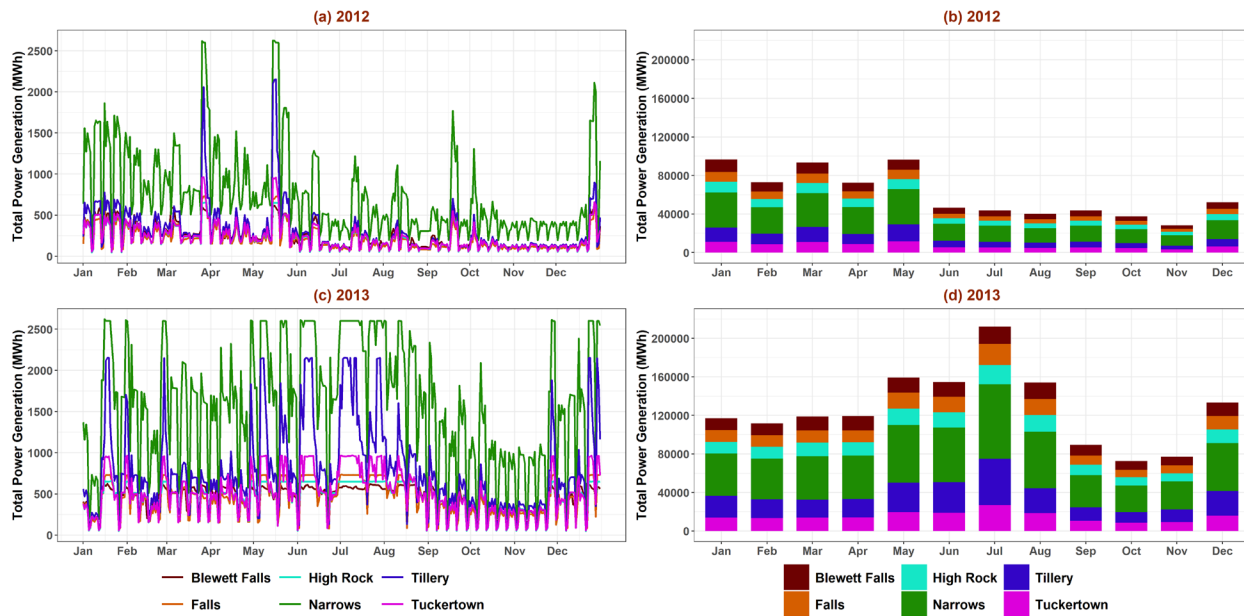 (a) 2012
(b) 2012
Total Power Generation (MWh)
2500
2000
1500
1000
500
0
Jan Feb Mar Apr May Jun Jul Aug Sep Oct Nov Dec
Total Power Generation (MWh)
200000
160000
120000
80000
40000
0
Jan Feb Mar Apr May Jun Jul Aug Sep Oct Nov Dec
(c) 2013
(d) 2013
Total Power Generation (MWh)
2500
2000
1500
1000
500
0
Jan Feb Mar Apr May Jun Jul Aug Sep Oct Nov Dec
Total Power Generation (MWh)
200000
160000
120000
80000
40000
0
Jan Feb Mar Apr May Jun Jul Aug Sep Oct Nov Dec
Blewett Falls High Rock Tillery
Falls Narrows Tuckertown
Blewett Falls High Rock Tillery
Falls Narrows Tuckertown